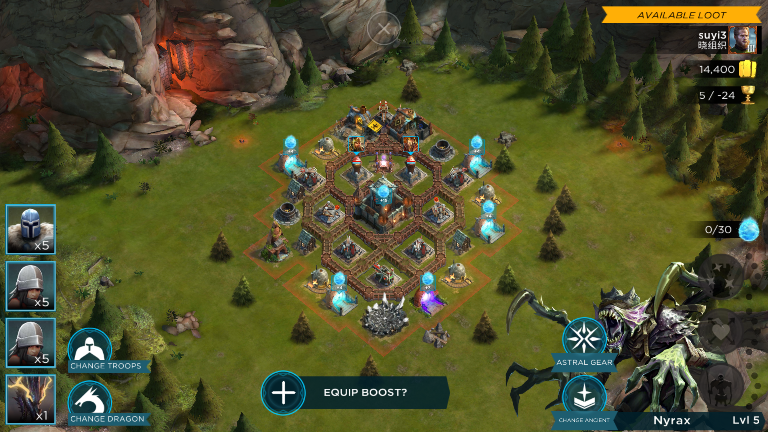 AVAILABLE LOOT
suyi3
晓组织
III
14,400
5 / -24
0/30
x5
x5
x5
x1
CHANGE TROOPS
CHANGE DRAGON
EQUIP BOOST?
ASTRAL GEAR
CHANGE ANCIENT
Nyrax
Lvl 5